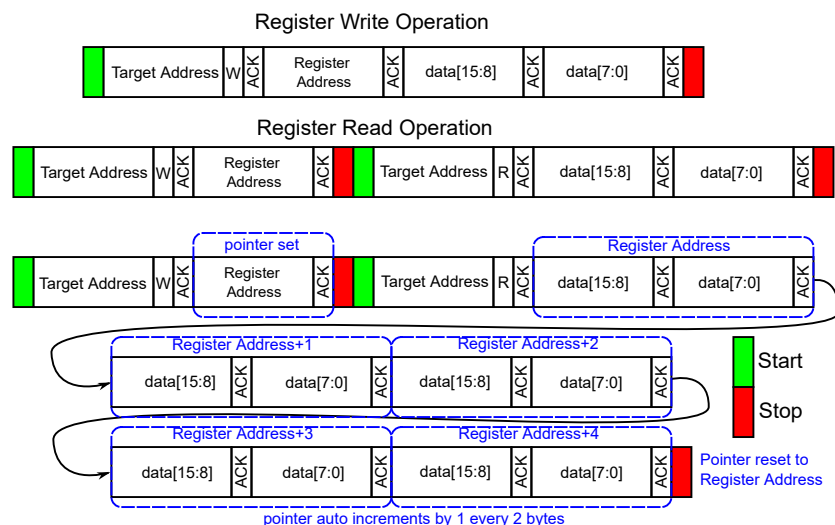 Register Write Operation
Target Address W ACK Register Address ACK data[15:8] ACK data[7:0] ACK
Register Read Operation
Target Address W ACK Register Address ACK Target Address R ACK data[15:8] ACK data[7:0] ACK
pointer set Register Address
Target Address W ACK Register Address ACK Target Address R ACK data[15:8] ACK data[7:0] ACK
Register Address+1 Register Address+2
data[15:8] ACK data[7:0] ACK data[15:8] ACK data[7:0] ACK
Start
Stop
Register Address+3 Register Address+4
data[15:8] ACK data[7:0] ACK data[15:8] ACK data[7:0] ACK
Pointer reset to
Register Address
pointer auto increments by 1 every 2 bytes